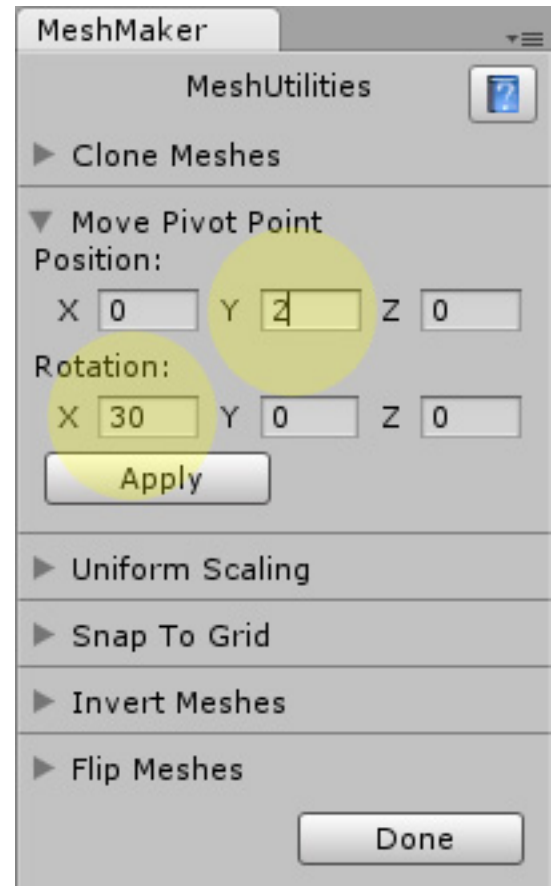 MeshMaker
MeshUtilities
?
Clone Meshes
Move Pivot Point
Position:
X 0 Y 2 Z 0
Rotation:
X 30 Y 0 Z 0
Apply
Uniform Scaling
Snap To Grid
Invert Meshes
Flip Meshes
Done